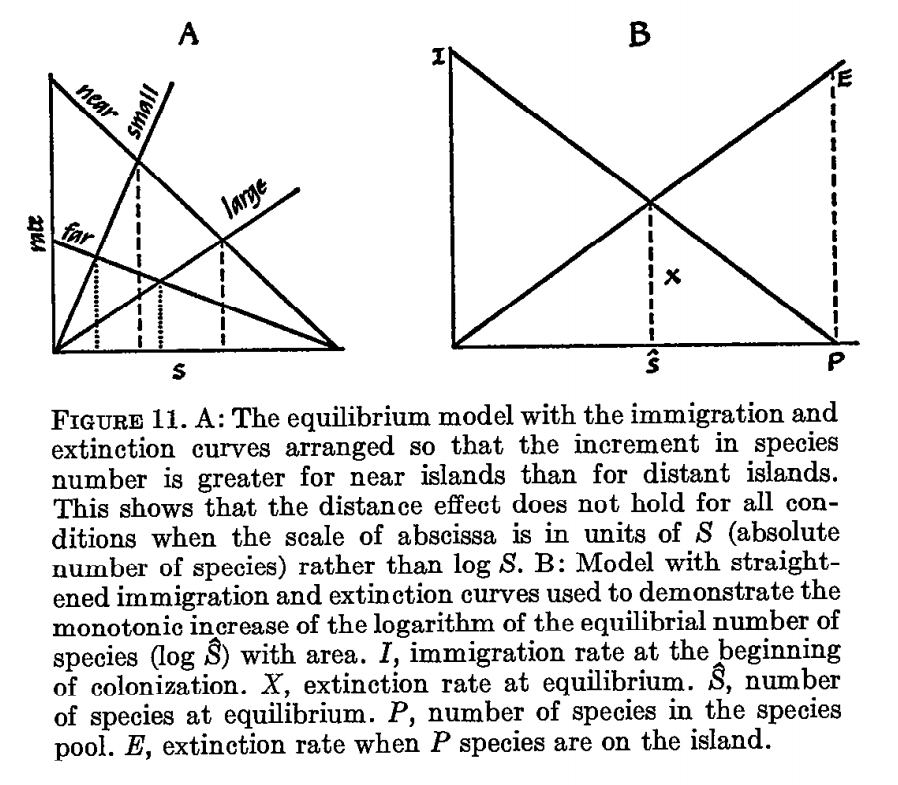 A
B
I
near
small
E
large
rate
far
X
S
Ŝ
P
FIGURE 11. A: The equilibrium model with the immigration and
extinction curves arranged so that the increment in species
number is greater for near islands than for distant islands.
This shows that the distance effect does not hold for all con-
ditions when the scale of abscissa is in units of S (absolute
number of species) rather than log S. B: Model with straight-
ened immigration and extinction curves used to demonstrate the
monotonic increase of the logarithm of the equilibrial number of
species (log Ŝ) with area. I, immigration rate at the beginning
of colonization. X, extinction rate at equilibrium. Ŝ, number
of species at equilibrium. P, number of species in the species
pool. E, extinction rate when P species are on the island.